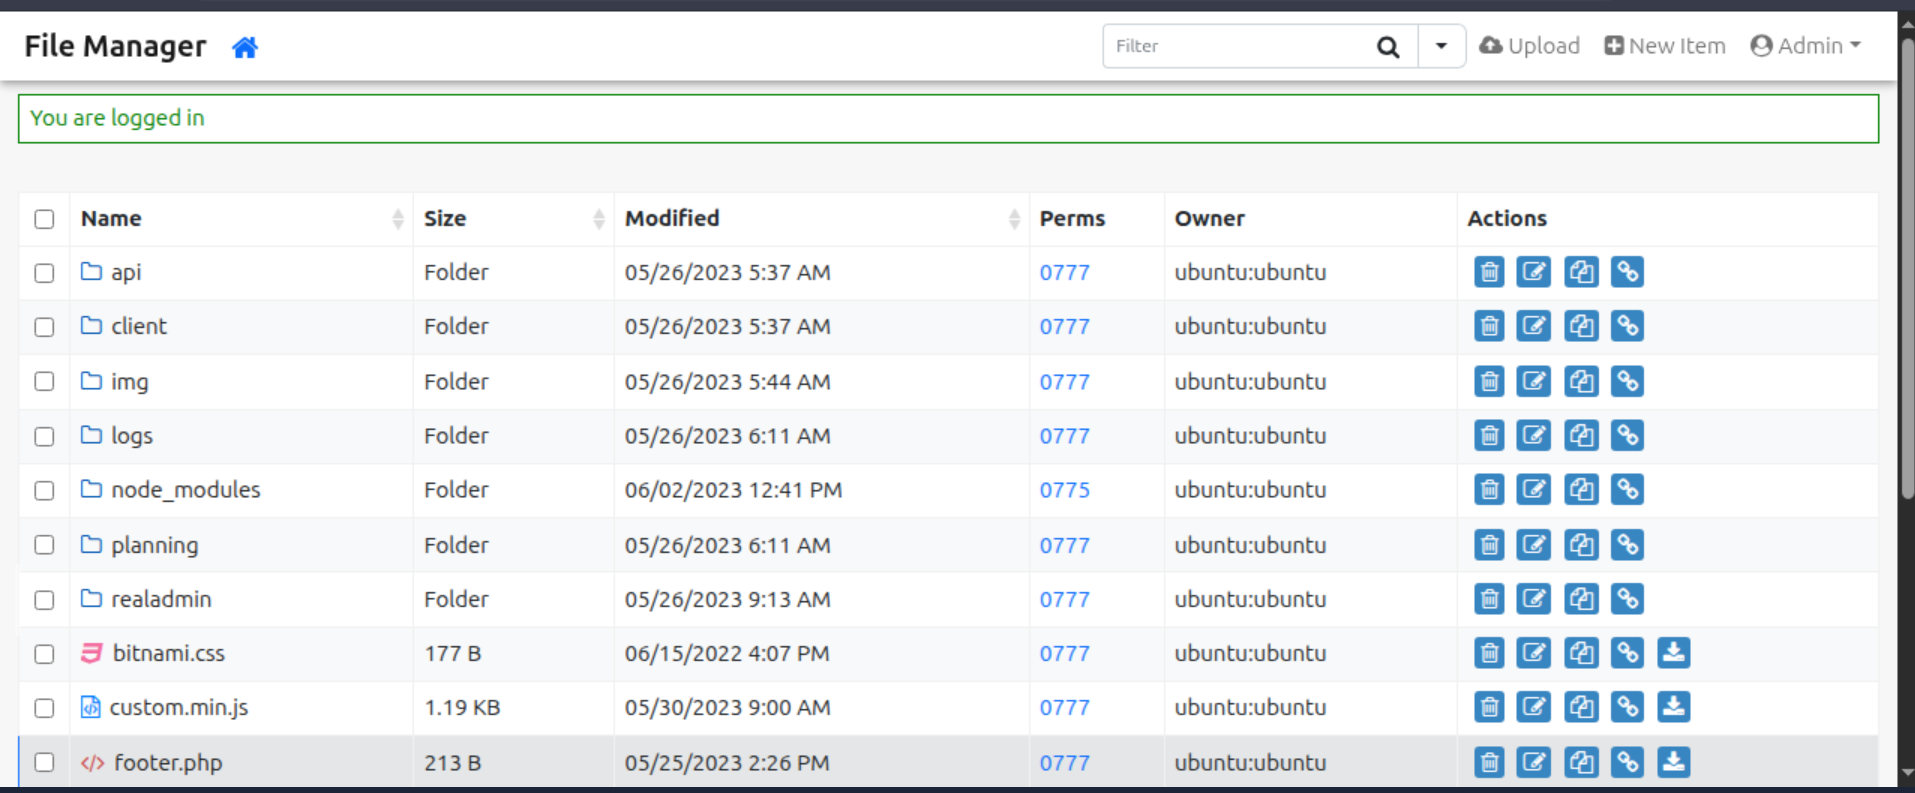 File Manager Filter Upload New Item Admin
You are logged in
Name Size Modified Perms Owner Actions
api Folder 05/26/2023 5:37 AM 0777 ubuntu:ubuntu
client Folder 05/26/2023 5:37 AM 0777 ubuntu:ubuntu
img Folder 05/26/2023 5:44 AM 0777 ubuntu:ubuntu
logs Folder 05/26/2023 6:11 AM 0777 ubuntu:ubuntu
node_modules Folder 06/02/2023 12:41 PM 0775 ubuntu:ubuntu
planning Folder 05/26/2023 6:11 AM 0777 ubuntu:ubuntu
realadmin Folder 05/26/2023 9:13 AM 0777 ubuntu:ubuntu
bitnami.css 177 B 06/15/2022 4:07 PM 0777 ubuntu:ubuntu
custom.min.js 1.19 KB 05/30/2023 9:00 AM 0777 ubuntu:ubuntu
footer.php 213 B 05/25/2023 2:26 PM 0777 ubuntu:ubuntu